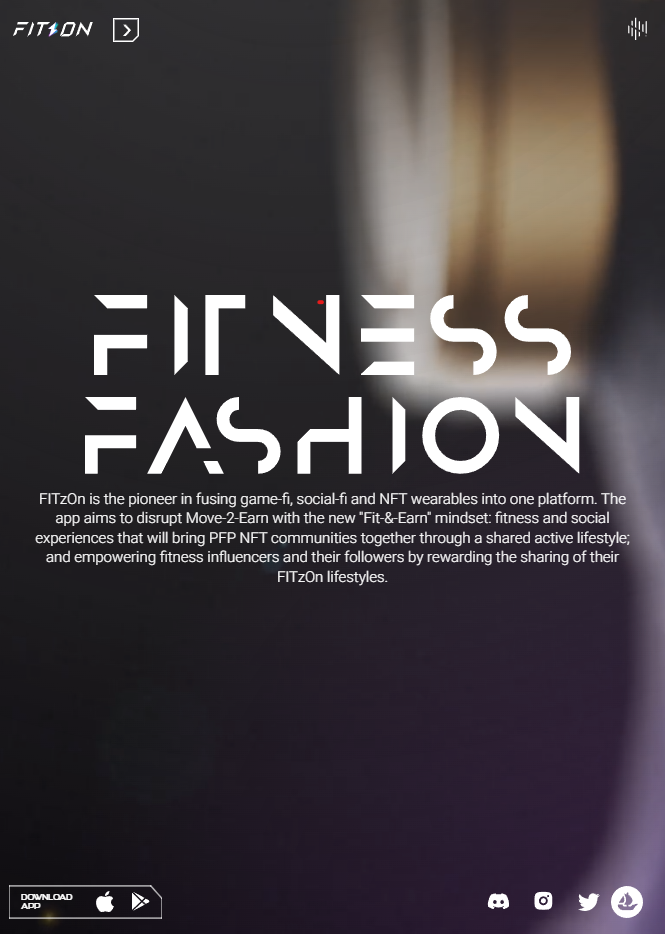 FITzON
FITNESS
FASHION
FITzOn is the pioneer in fusing game-fi, social-fi and NFT wearables into one platform. The
app aims to disrupt Move-2-Earn with the new "Fit-&-Earn" mindset: fitness and social
experiences that will bring PFP NFT communities together through a shared active lifestyle;
and empowering fitness influencers and their followers by rewarding the sharing of their
FITzOn lifestyles.
DOWNLOAD
APP